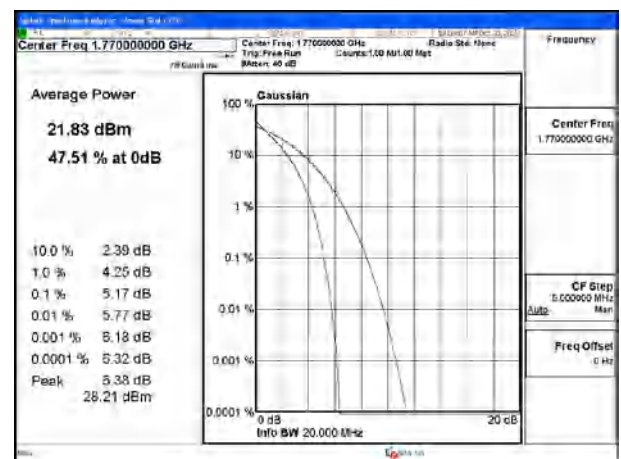 Center Freq 1.770000000 GHz
Center Freq: 1.770000000 GHz
Radio Std: None
Trig: Free Run
Counts:1.00 M/1.00 Mpt
#Atten: 40 dB
Frequency
Average Power
21.83 dBm
47.51 % at 0dB
10.0 % 2.39 dB
1.0 % 4.25 dB
0.1 % 5.17 dB
0.01 % 5.77 dB
0.001 % 6.18 dB
0.0001 % 6.32 dB
Peak 6.38 dB
28.21 dBm
Gaussian
100 %
10 %
1 %
0.1 %
0.01 %
0.001 %
0.0001 %
0 dB
20 dB
Info BW 20.000 MHz
Center Freq
1.770000000 GHz
CF Step
5.000000 MHz
Auto Man
Freq Offset
0 Hz